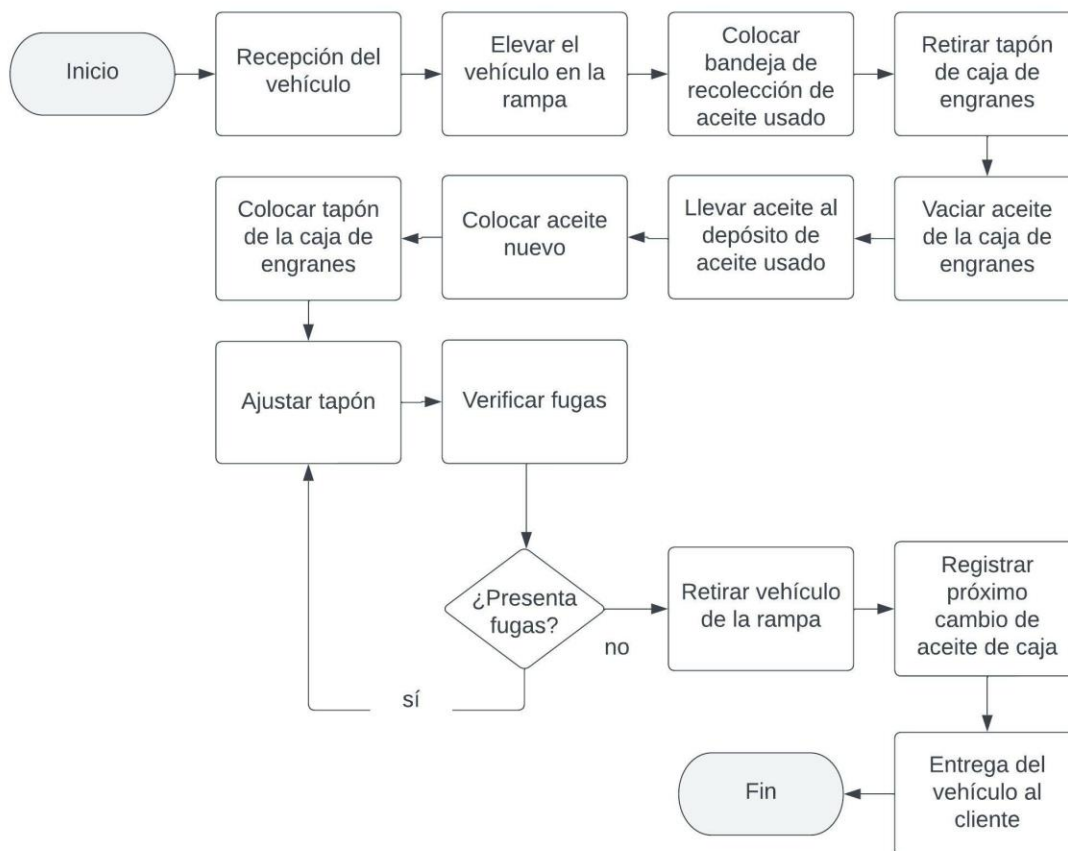 Inicio
Recepción del
vehículo
Elevar el
vehículo en la
rampa
Colocar
bandeja de
recolección de
aceite usado
Retirar tapón
de caja de
engranes
Vaciar aceite
de la caja de
engranes
Llevar aceite al
depósito de
aceite usado
Colocar aceite
nuevo
Colocar tapón
de la caja de
engranes
Ajustar tapón
Verificar fugas
¿Presenta
fugas?
sí
no
Retirar vehículo
de la rampa
Registrar
próximo
cambio de
aceite de caja
Entrega del
vehículo al
cliente
Fin